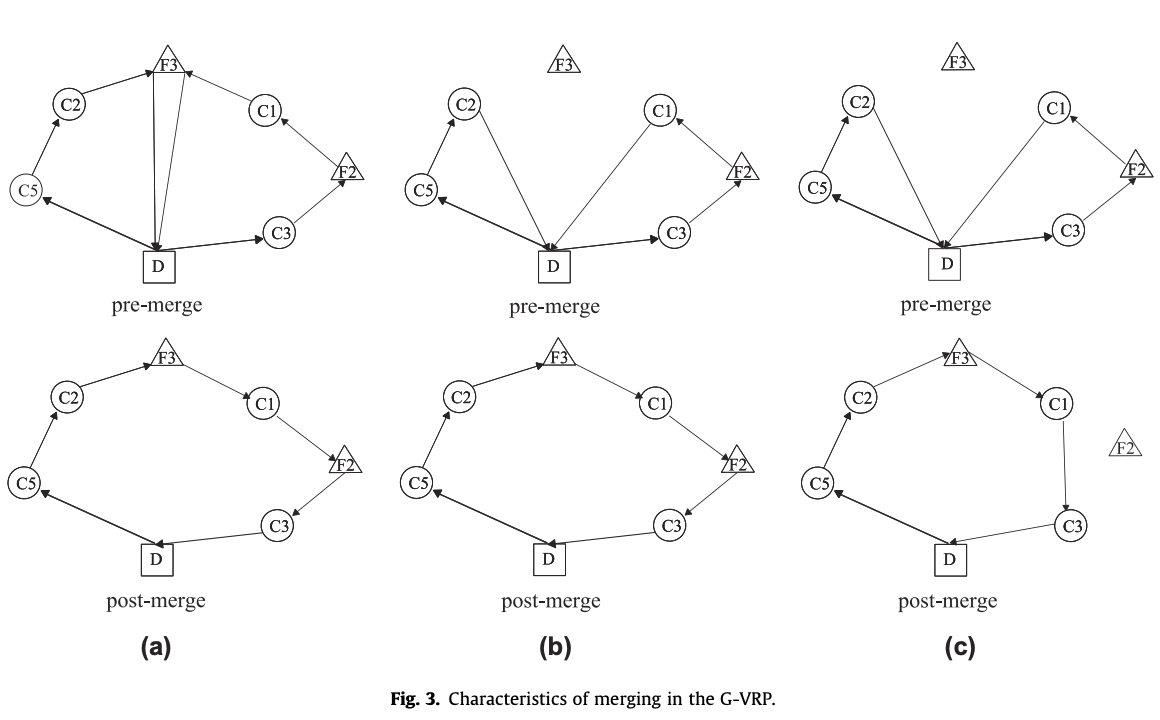 F3
C2
C1
C5
F2
C3
D
pre-merge
F3
C2
C1
C5
F2
C3
D
pre-merge
F3
C2
C1
C5
F2
C3
D
pre-merge
F3
C2
C1
F2
C5
C3
D
post-merge
(a)
F3
C2
C1
F2
C5
C3
D
post-merge
(b)
F3
C2
C1
F2
C5
C3
D
post-merge
(c)
Fig. 3. Characteristics of merging in the G-VRP.